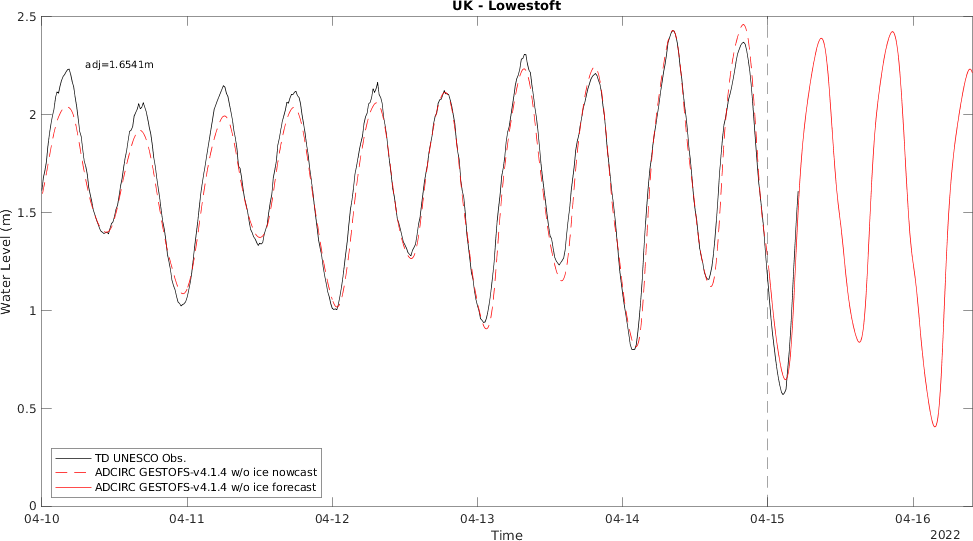 UK - Lowestoft
adj=1.6541m
2.5
2
1.5
1
0.5
0
Water Level (m)
TD UNESCO Obs.
ADCIRC GESTOFS-v4.1.4 w/o ice nowcast
ADCIRC GESTOFS-v4.1.4 w/o ice forecast
04-10 04-11 04-12 04-13 04-14 04-15 04-16
Time
2022